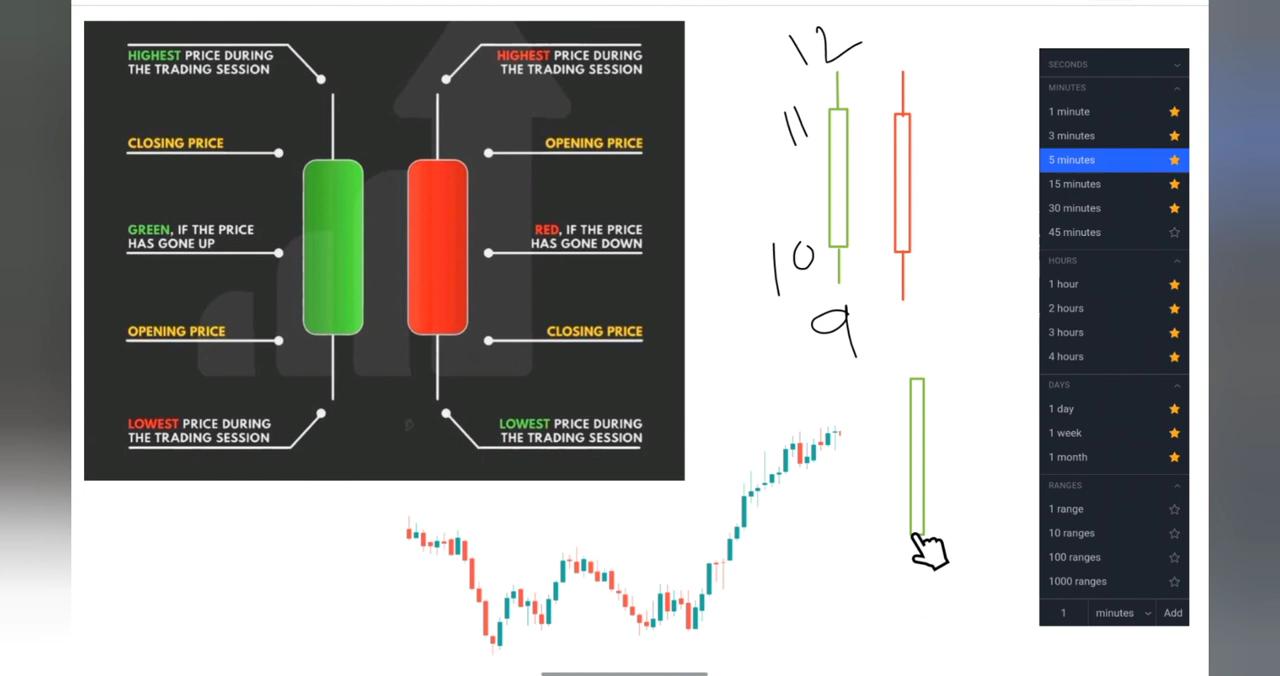 HIGHEST PRICE DURING
THE TRADING SESSION
HIGHEST PRICE DURING
THE TRADING SESSION
CLOSING PRICE
OPENING PRICE
GREEN, IF THE PRICE
HAS GONE UP
RED, IF THE PRICE
HAS GONE DOWN
OPENING PRICE
CLOSING PRICE
LOWEST PRICE DURING
THE TRADING SESSION
LOWEST PRICE DURING
THE TRADING SESSION
12
11
10
9
SECONDS
MINUTES
1 minute
3 minutes
5 minutes
15 minutes
30 minutes
45 minutes
HOURS
1 hour
2 hours
3 hours
4 hours
DAYS
1 day
1 week
1 month
RANGES
1 range
10 ranges
100 ranges
1000 ranges
1 minutes Add